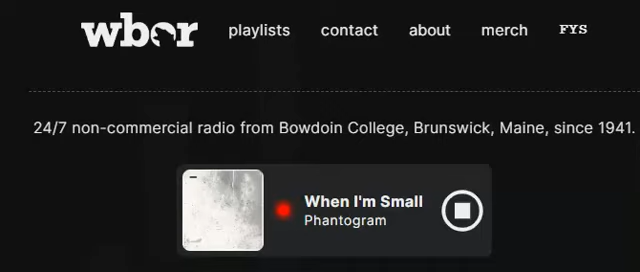 wbor playlists contact about merch FYS
24/7 non-commercial radio from Bowdoin College, Brunswick, Maine, since 1941.
When I'm Small
Phantogram